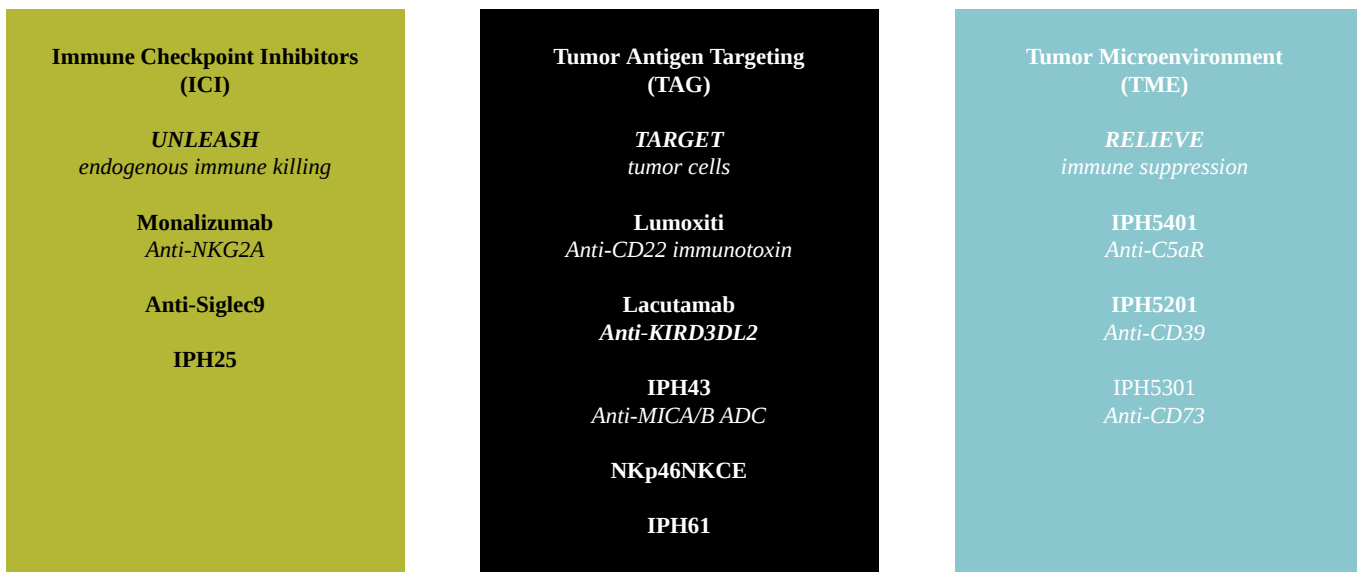 Immune Checkpoint Inhibitors
(ICI)
UNLEASH
endogenous immune killing
Monalizumab
Anti-NKG2A
Anti-Siglec9
IPH25
Tumor Antigen Targeting
(TAG)
TARGET
tumor cells
Lumoxiti
Anti-CD22 immunotoxin
Lacutamab
Anti-KIRD3DL2
IPH43
Anti-MICA/B ADC
NKp46NKCE
IPH61
Tumor Microenvironment
(TME)
RELIEVE
immune suppression
IPH5401
Anti-C5aR
IPH5201
Anti-CD39
IPH5301
Anti-CD73